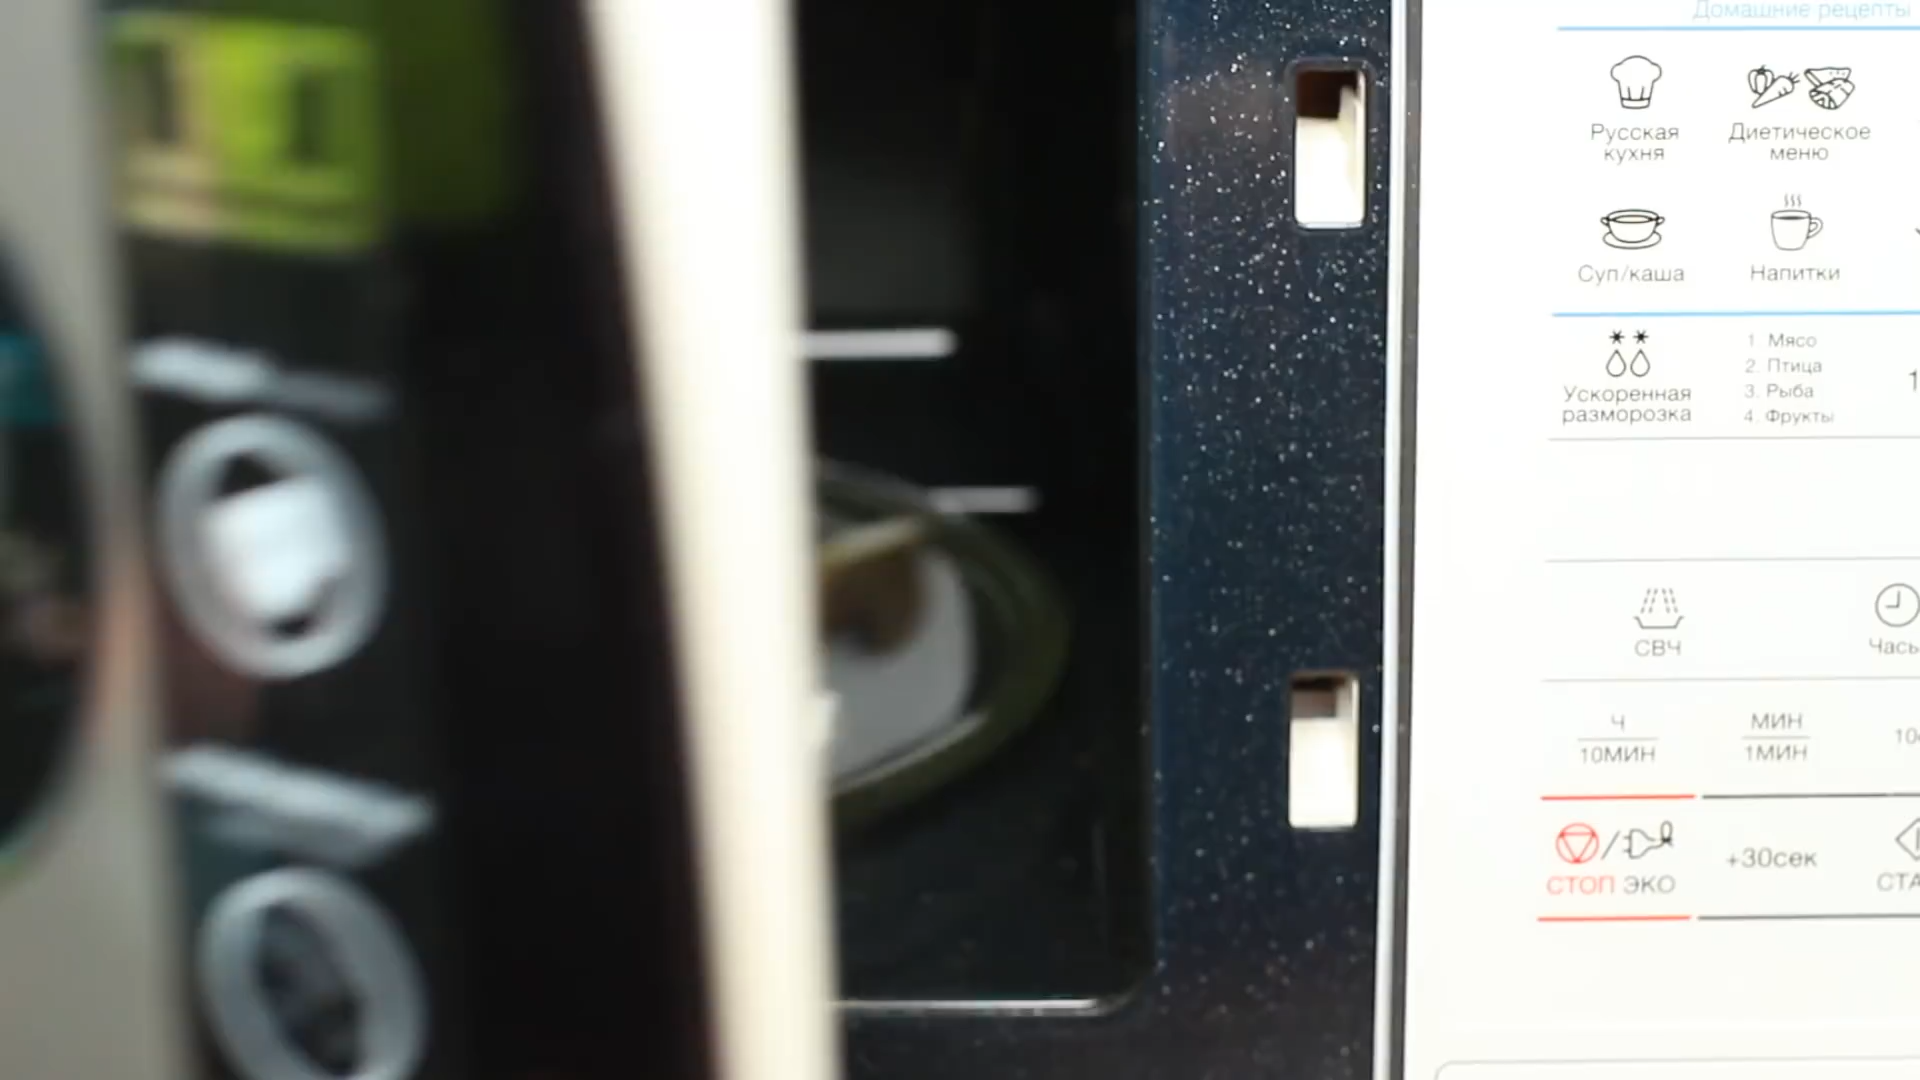 Домашние рецепты
Русская
кухня
Диетическое
меню
Суп/каша
Напитки
Ускоренная
разморозка
1 Мясо
2. Птица
3. Рыба
4. Фрукты
СВЧ
Ч
10МИН
МИН
1МИН
СТОП ЭКО
+30сек